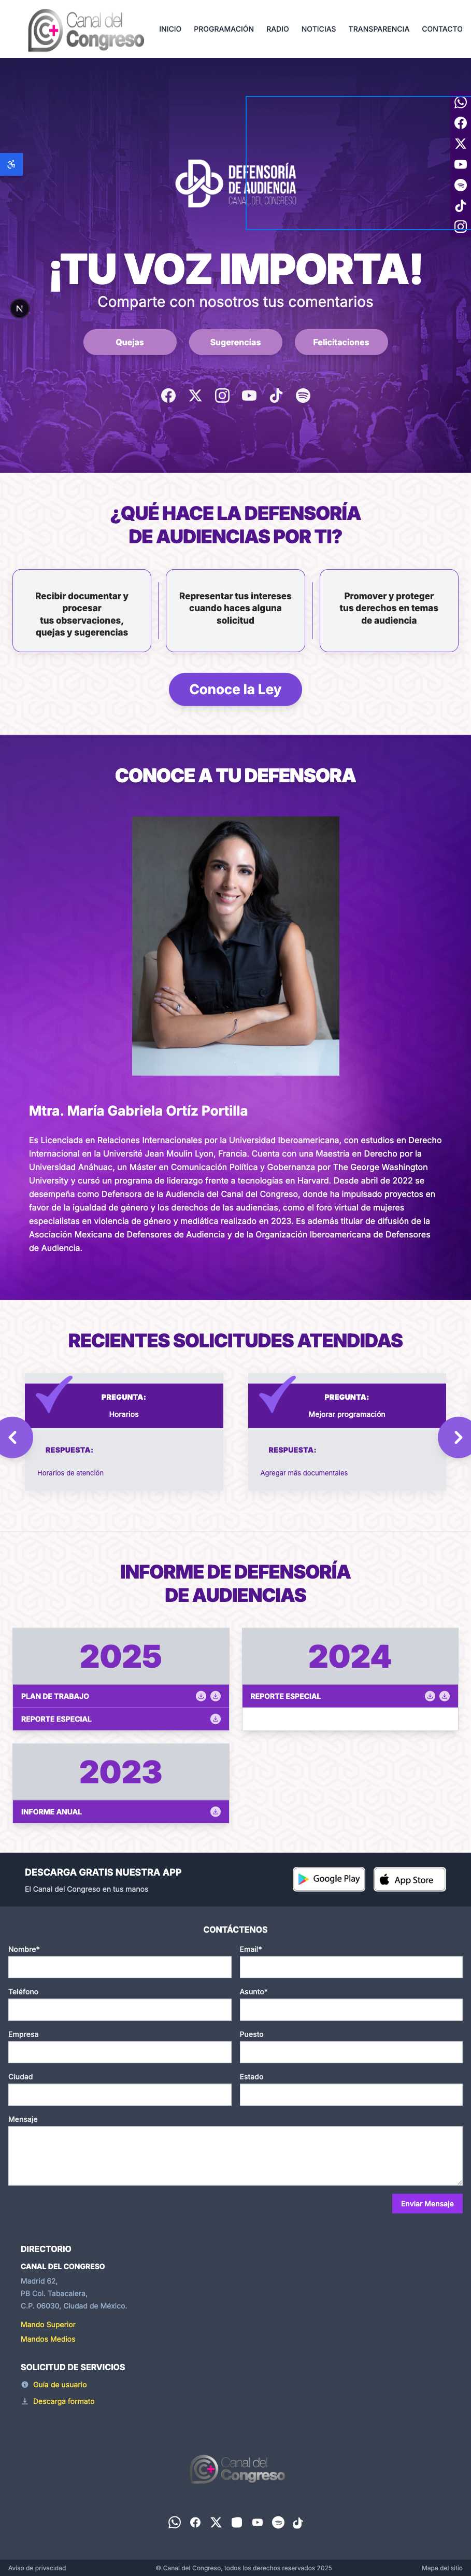 Canal del
Congreso
INICIO PROGRAMACIÓN RADIO NOTICIAS TRANSPARENCIA CONTACTO
DEFENSORÍA
DE AUDIENCIA
CANAL DEL CONGRESO
¡TU VOZ IMPORTA!
Comparte con nosotros tus comentarios
Quejas Sugerencias Felicitaciones
N
¿QUÉ HACE LA DEFENSORÍA
DE AUDIENCIAS POR TI?
Recibir documentar y
procesar
tus observaciones,
quejas y sugerencias
Representar tus intereses
cuando haces alguna
solicitud
Promover y proteger
tus derechos en temas
de audiencia
Conoce la Ley
CONOCE A TU DEFENSORA
Mtra. María Gabriela Ortíz Portilla
Es Licenciada en Relaciones Internacionales por la Universidad Iberoamericana, con estudios en Derecho
Internacional en la Université Jean Moulin Lyon, Francia. Cuenta con una Maestría en Derecho por la
Universidad Anáhuac, un Máster en Comunicación Política y Gobernanza por The George Washington
University y cursó un programa de liderazgo frente a tecnologías en Harvard. Desde abril de 2022 se
desempeña como Defensora de la Audiencia del Canal del Congreso, donde ha impulsado proyectos en
favor de la igualdad de género y los derechos de las audiencias, como el foro virtual de mujeres
especialistas en violencia de género y mediática realizado en 2023. Es además titular de difusión de la
Asociación Mexicana de Defensores de Audiencia y de la Organización Iberoamericana de Defensores
de Audiencia.
RECIENTES SOLICITUDES ATENDIDAS
PREGUNTA:
Horarios
RESPUESTA:
Horarios de atención
PREGUNTA:
Mejorar programación
RESPUESTA:
Agregar más documentales
INFORME DE DEFENSORÍA
DE AUDIENCIAS
2025
PLAN DE TRABAJO
REPORTE ESPECIAL
2024
REPORTE ESPECIAL
2023
INFORME ANUAL
DESCARGA GRATIS NUESTRA APP
El Canal del Congreso en tus manos
Google Play
App Store
CONTÁCTENOS
Nombre* Email*
Teléfono Asunto*
Empresa Puesto
Ciudad Estado
Mensaje
Enviar Mensaje
DIRECTORIO
CANAL DEL CONGRESO
Madrid 62,
PB Col. Tabacalera,
C.P. 06030, Ciudad de México.
Mando Superior
Mandos Medios
SOLICITUD DE SERVICIOS
Guía de usuario
Descarga formato
Canal del
Congreso
Aviso de privacidad © Canal del Congreso, todos los derechos reservados 2025 Mapa del sitio